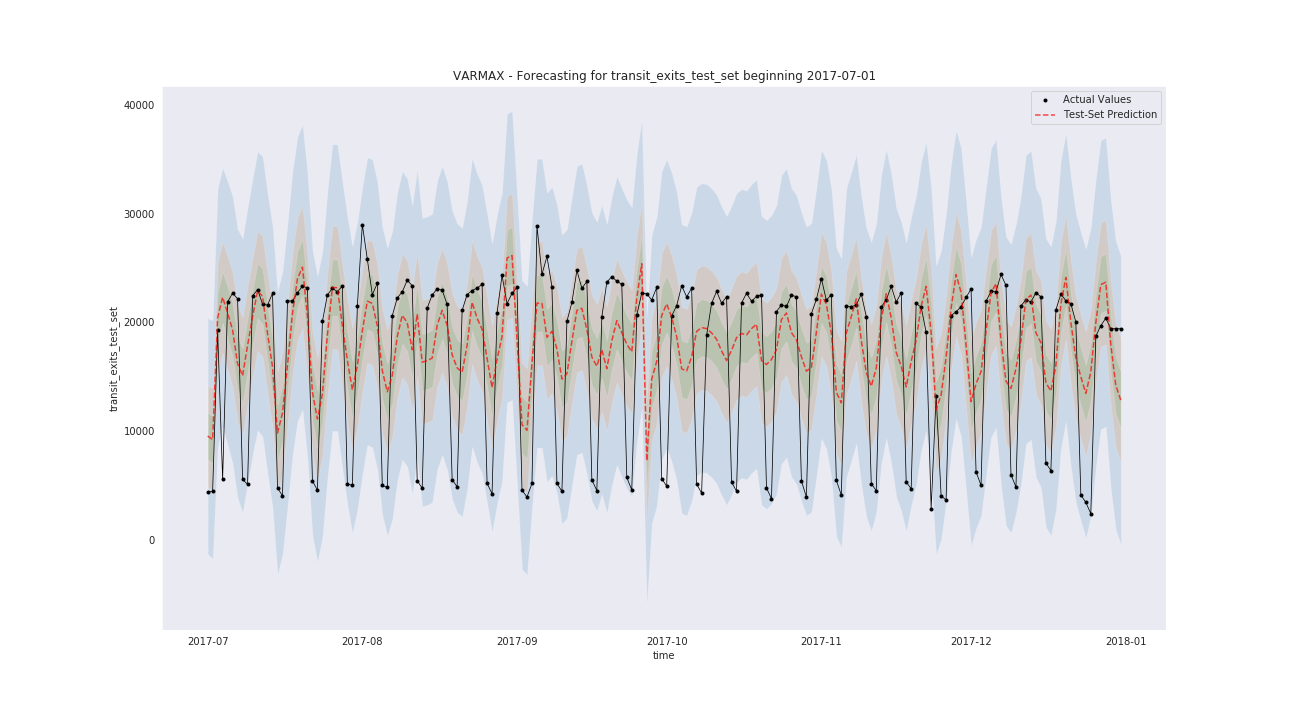 VARMAX - Forecasting for transit_exits_test_set beginning 2017-07-01
Actual Values
Test-Set Prediction
40000
30000
20000
10000
0
transit_exits_test_set
2017-07
2017-08
2017-09
2017-10
2017-11
2017-12
2018-01
time